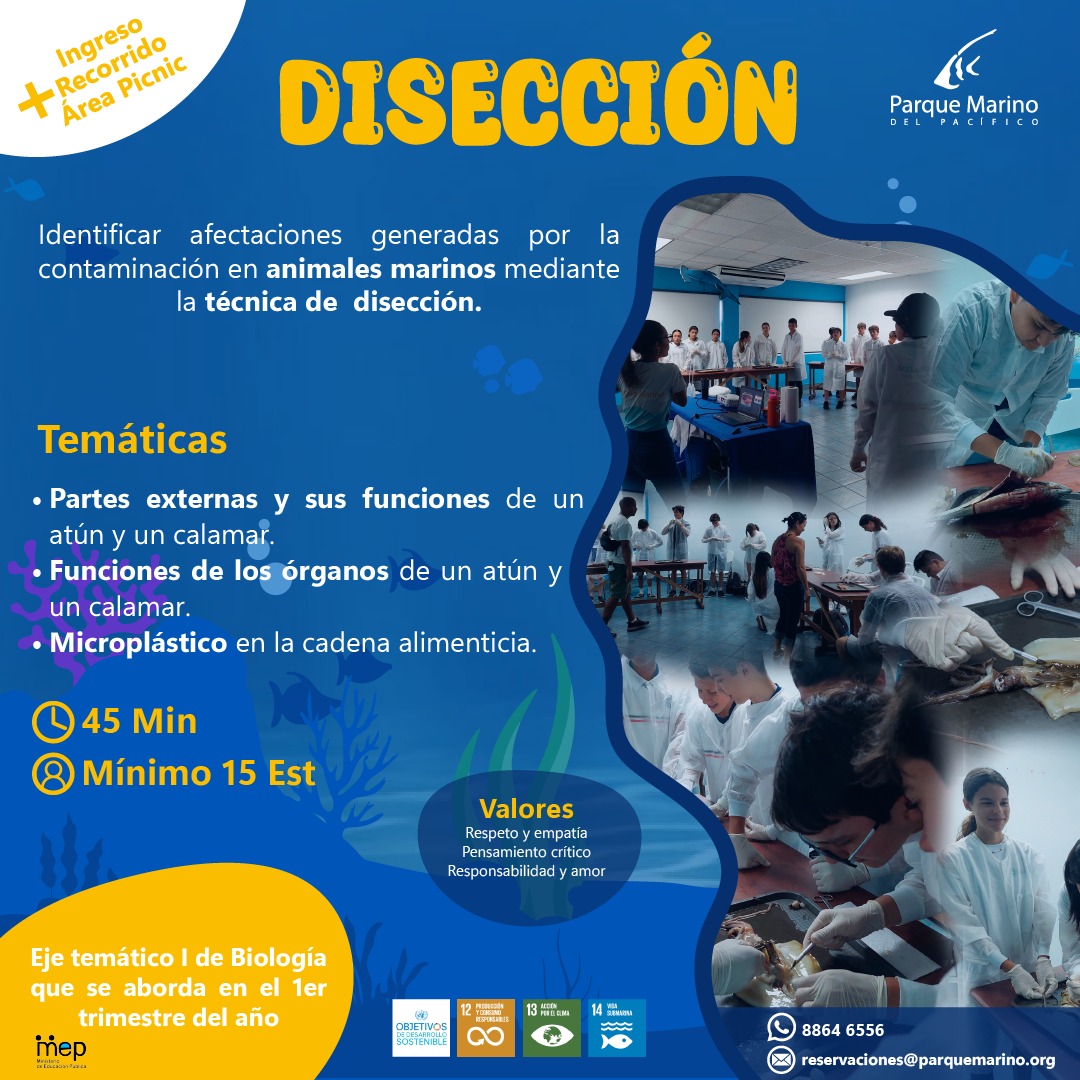 Ingreso
+ Recorrido
Área Picnic
DISECCIÓN
Parque Marino
DEL PACÍFICO
Identificar afectaciones generadas por la
contaminación en animales marinos mediante
la técnica de disección.
Temáticas
• Partes externas y sus funciones de un
atún y un calamar.
• Funciones de los órganos de un atún y
un calamar.
• Microplástico en la cadena alimenticia.
45 Min
Mínimo 15 Est
Valores
Respeto y empatía
Pensamiento crítico
Responsabilidad y amor
Eje temático I de Biología
que se aborda en el 1er
trimestre del año
mep
Ministerio
de Educación Pública
OBJETIVOS
DE DESARROLLO
SOSTENIBLE
12 PRODUCCIÓN
Y CONSUMO
RESPONSABLES
13 ACCIÓN
POR EL CLIMA
14 VIDA
SUBMARINA
8864 6556
reservaciones@parquemarino.org